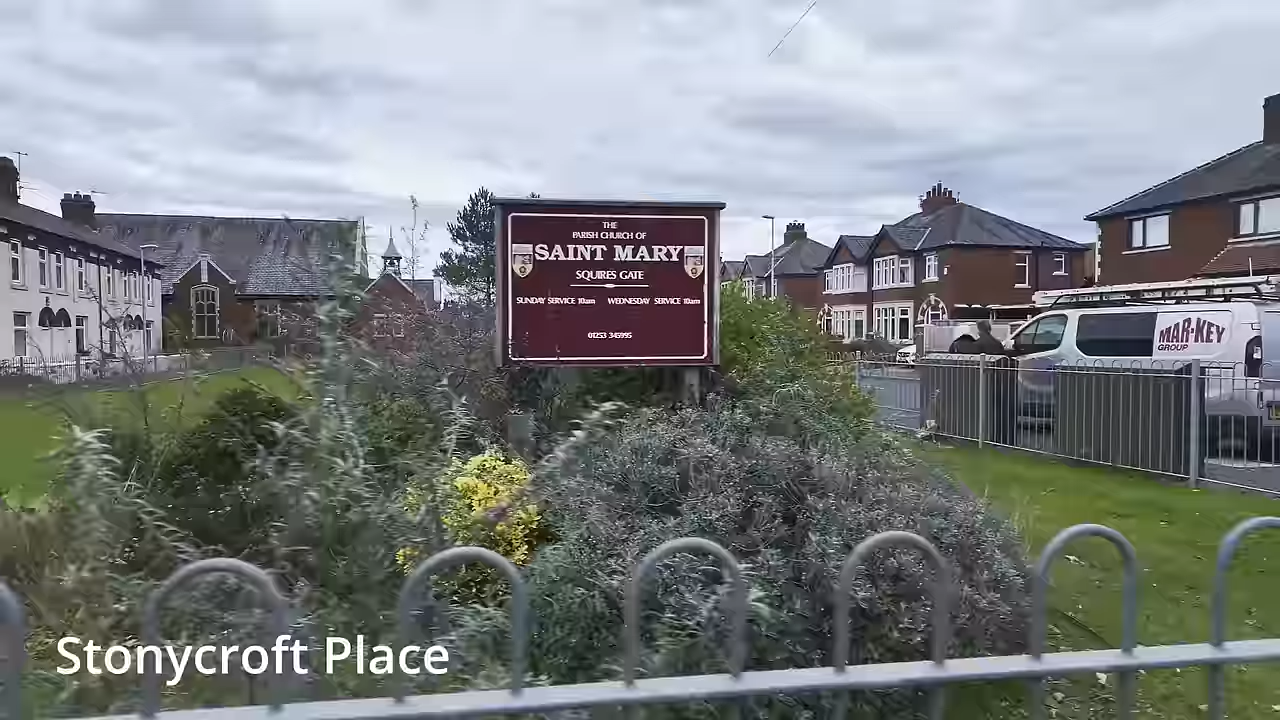 THE
PARISH CHURCH OF
SAINT MARY
SQUIRES GATE
SUNDAY SERVICE 10am WEDNESDAY SERVICE 10am
01253 345995
MAR-KEY
GROUP
Stonycroft Place